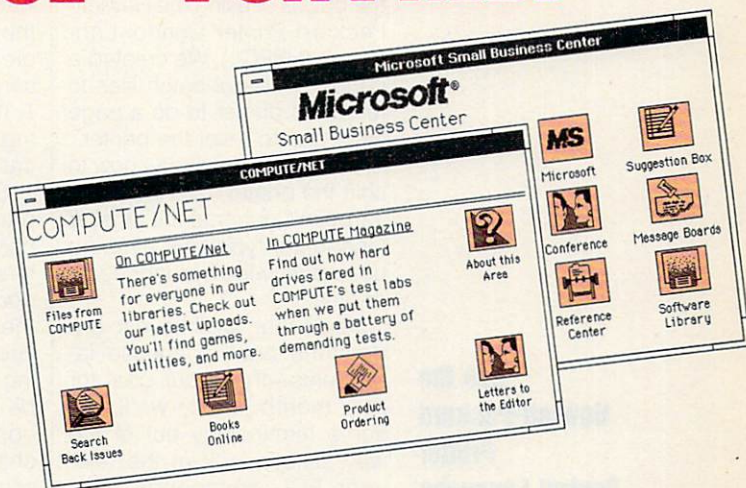 Microsoft Small Business Center
Microsoft®
Small Business Center
MS
Microsoft
Suggestion Box
Conference
Message Boards
Reference
Center
Software
Library
COMPUTE/NET
COMPUTE/NET
Files from
COMPUTE
On COMPUTE/Net
There's something
for everyone in our
libraries. Check out
our latest uploads.
You'll find games,
utilities, and more.
In COMPUTE Magazine
Find out how hard
drives fared in
COMPUTE's test labs
when we put them
through a battery of
demanding tests.
About this
Area
Search
Back Issues
Books
Online
Product
Ordering
Letters to
the Editor